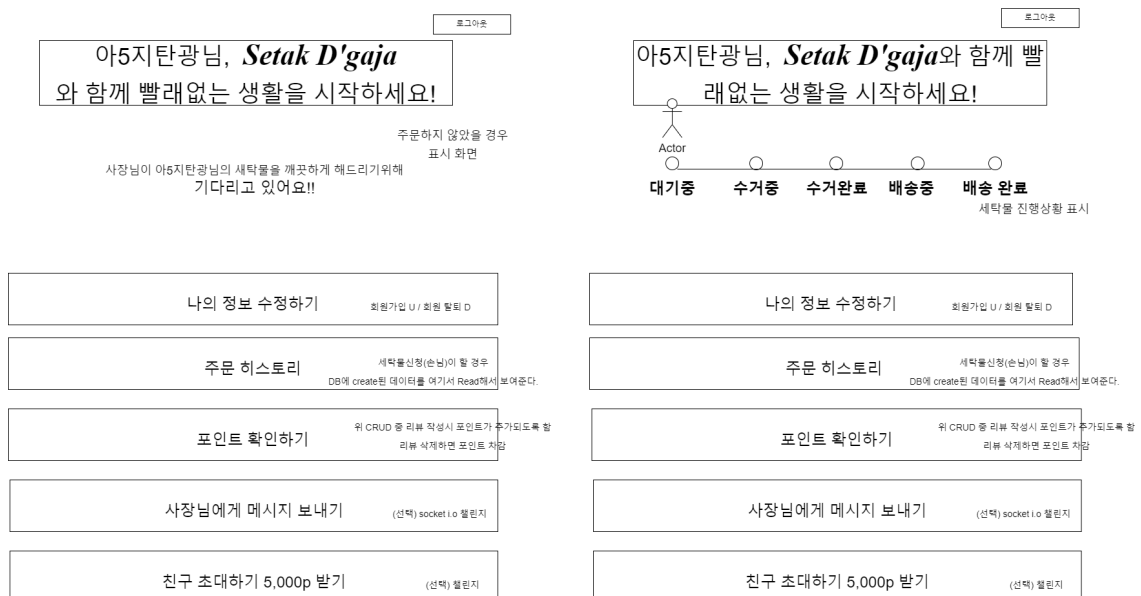 로그아웃
아5지탄광님, Setak D'gaja
와 함께 빨래없는 생활을 시작하세요!
주문하지 않았을 경우
표시 화면
사장님이 아5지탄광님의 새탁물을 깨끗하게 해드리기위해
기다리고 있어요!!
나의 정보 수정하기
회원가입 U / 회원 탈퇴 D
주문 히스토리
세탁물신청(손님)이 할 경우
DB에 create된 데이터를 여기서 Read해서 보여준다.
포인트 확인하기
위 CRUD 중 리뷰 작성시 포인트가 추가되도록 함
리뷰 삭제하면 포인트 차감
사장님에게 메시지 보내기
(선택) socket i.o 챌린지
친구 초대하기 5,000p 받기
(선택) 챌린지
로그아웃
아5지탄광님, Setak D'gaja와 함께 빨
래없는 생활을 시작하세요!
Actor
대기중 수거중 수거완료 배송중 배송 완료
세탁물 진행상황 표시
나의 정보 수정하기
회원가입 U / 회원 탈퇴 D
주문 히스토리
세탁물신청(손님)이 할 경우
DB에 create된 데이터를 여기서 Read해서 보여준다.
포인트 확인하기
위 CRUD 중 리뷰 작성시 포인트가 추가되도록 함
리뷰 삭제하면 포인트 차감
사장님에게 메시지 보내기
(선택) socket i.o 챌린지
친구 초대하기 5,000p 받기
(선택) 챌린지